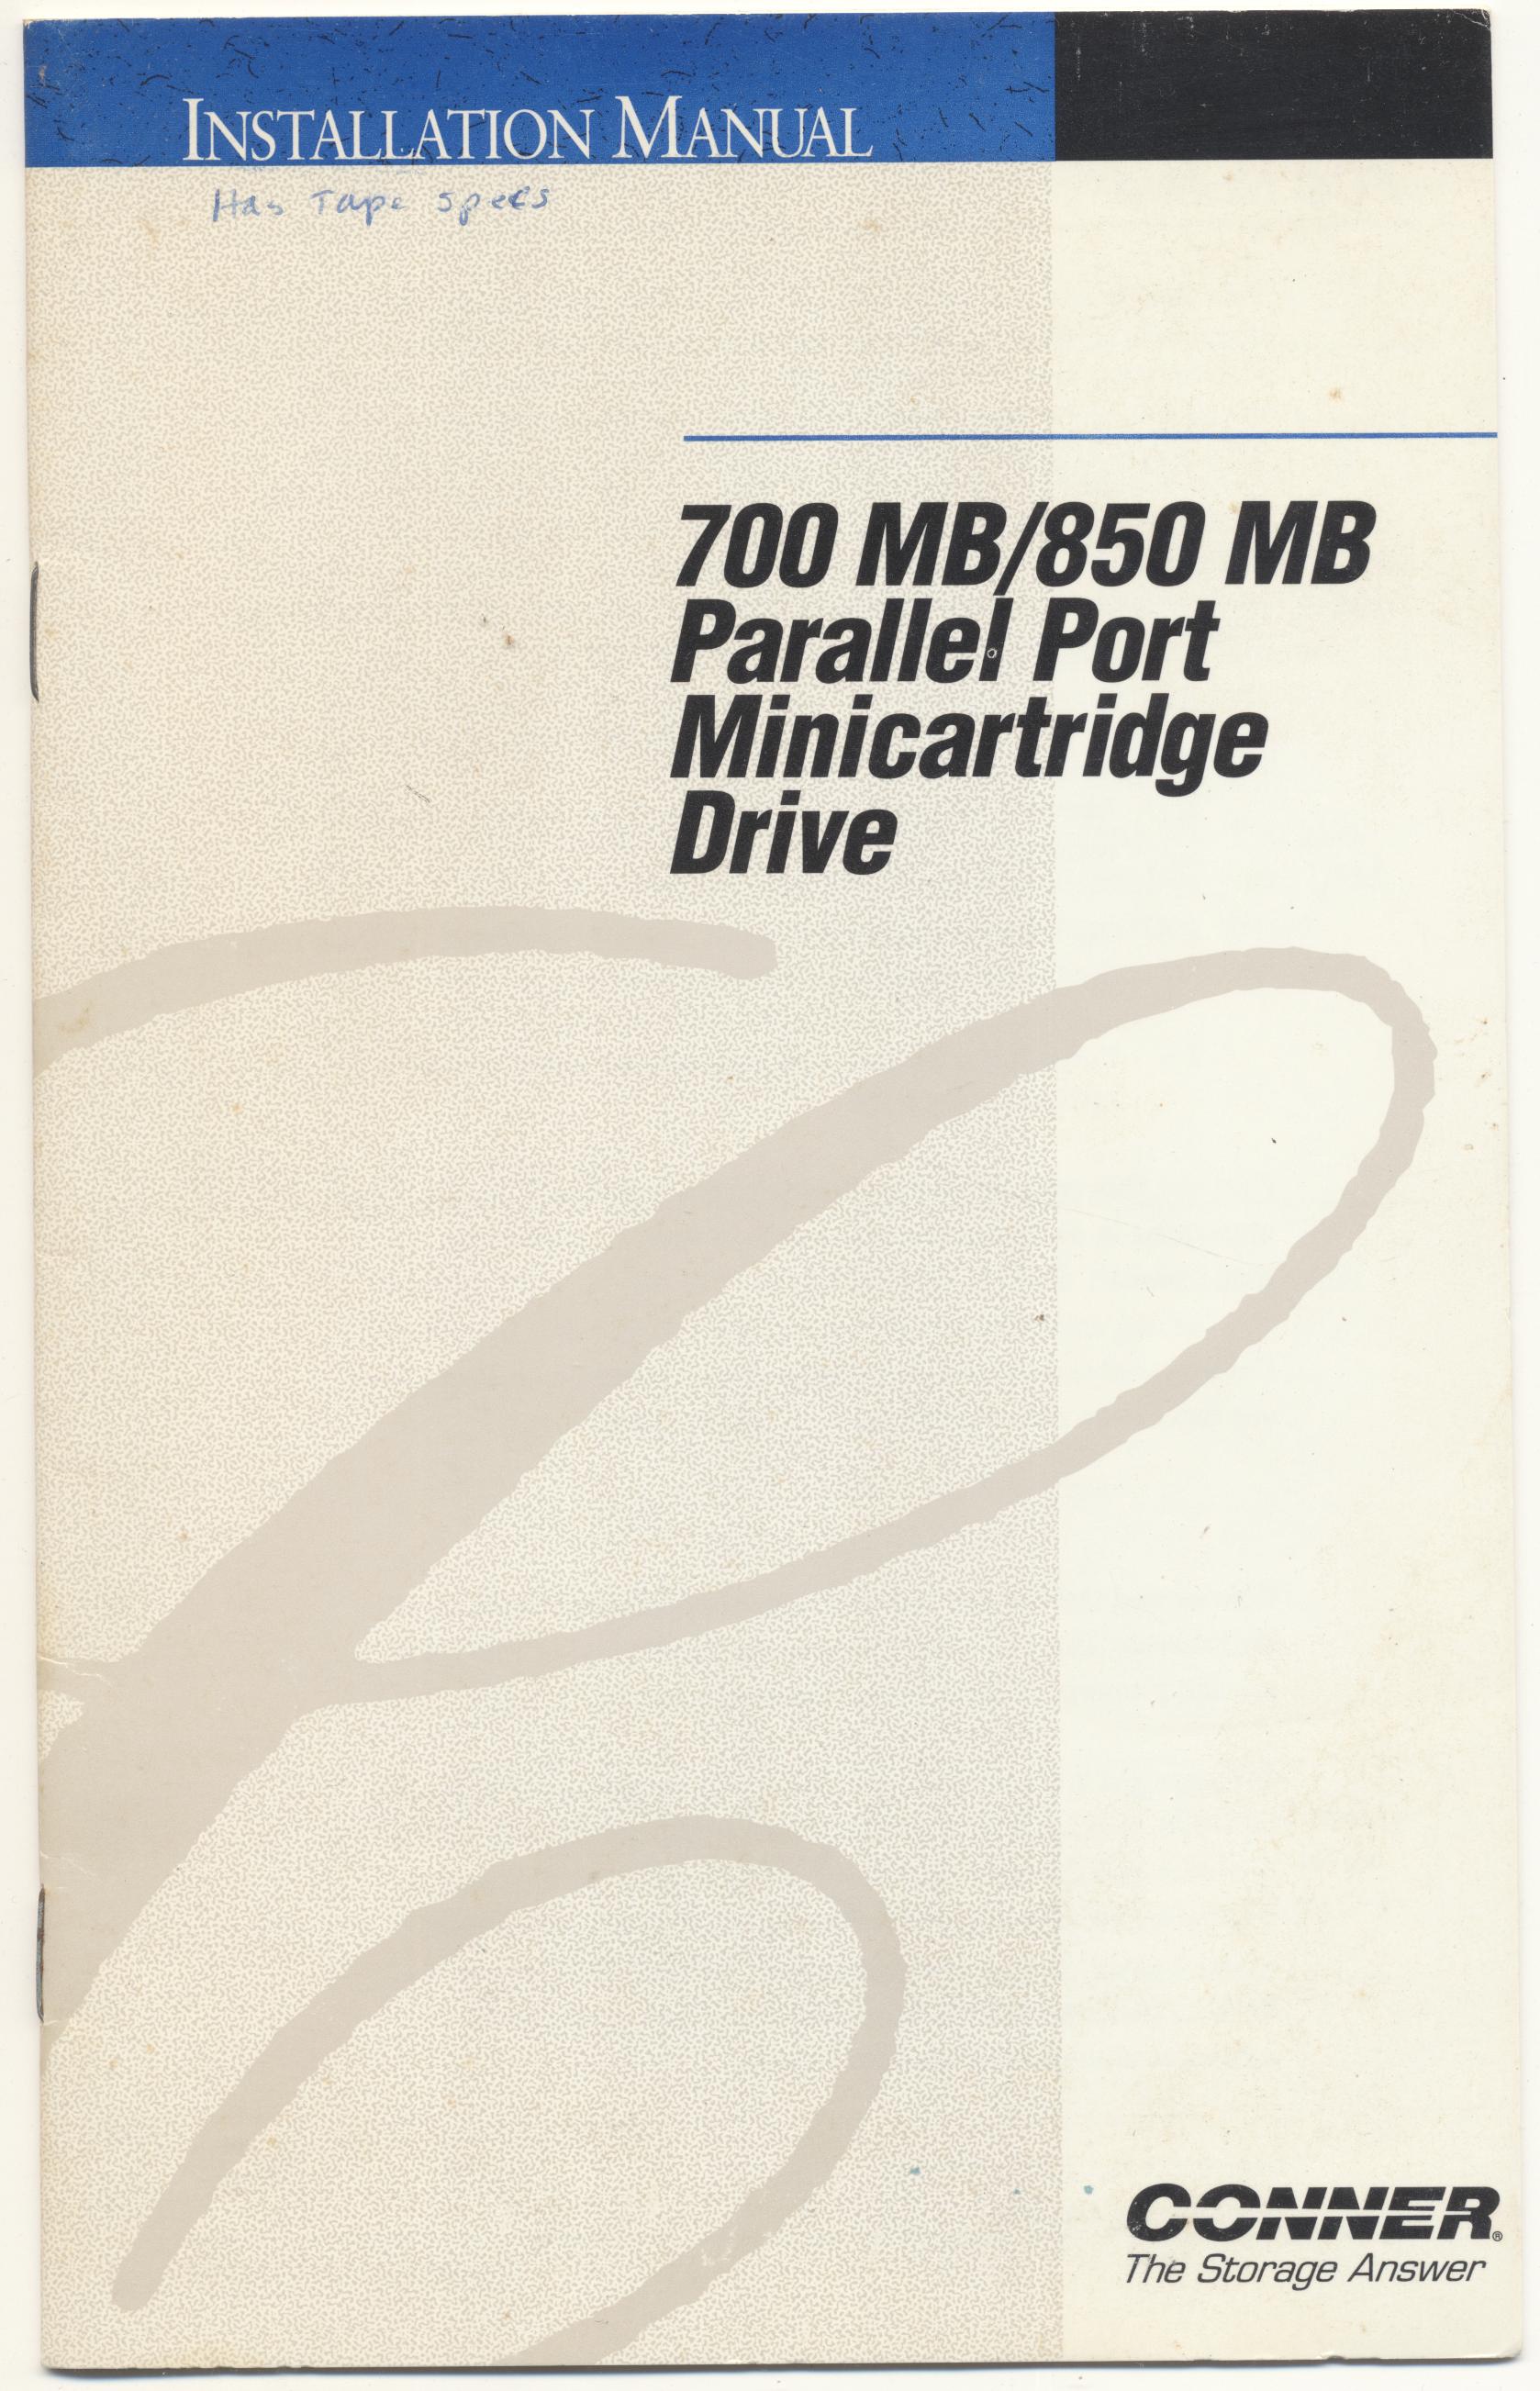 INSTALLATION MANUAL
Has Tape specs
700 MB/850 MB
Parallel Port
Minicartridge
Drive
CONNER®
The Storage Answer